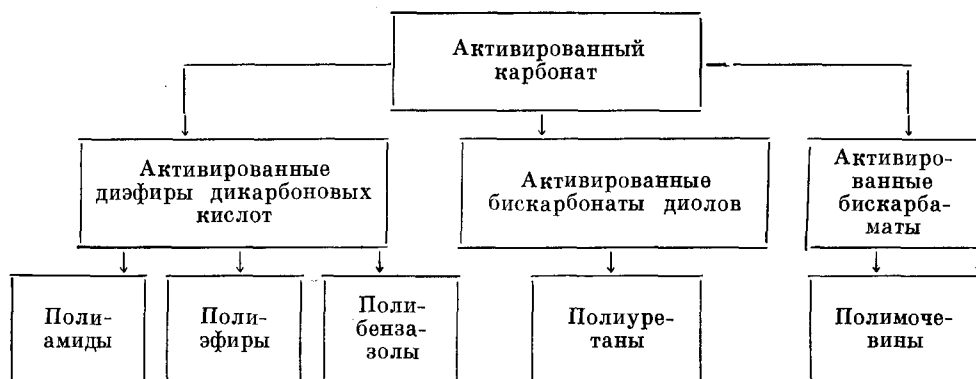 Активированный
карбонат
Активированные
диэфиры дикарбоновых
кислот
Активированные
бискарбонаты диолов
Активиро-
ванные
бискарба-
маты
Поли-
амиды
Поли-
эфиры
Поли-
бенза-
золы
Полиуре-
таны
Полимоче-
вины